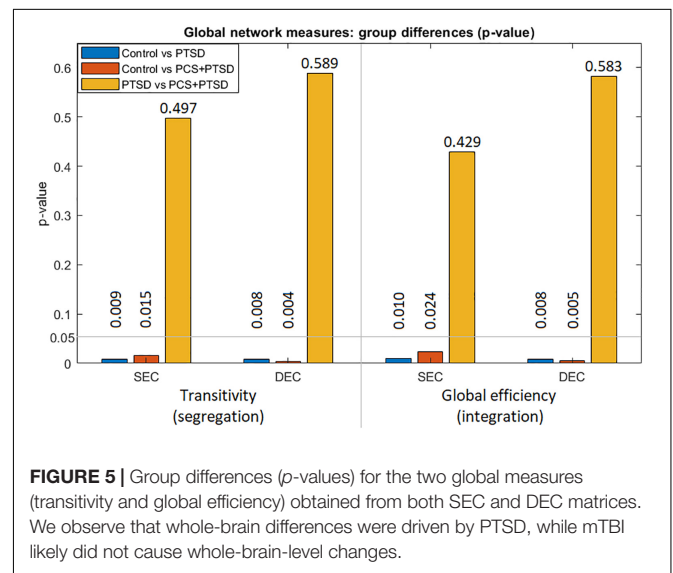 Global network measures: group differences (p-value)
Control vs PTSD
Control vs PCS+PTSD
PTSD vs PCS+PTSD
p-value
0.6
0.5
0.4
0.3
0.2
0.1
0.05
0
0.009
0.015
0.497
0.008
0.004
0.589
0.010
0.024
0.429
0.008
0.005
0.583
SEC
DEC
SEC
DEC
Transitivity
(segregation)
Global efficiency
(integration)
FIGURE 5 | Group differences (p-values) for the two global measures
(transitivity and global efficiency) obtained from both SEC and DEC matrices.
We observe that whole-brain differences were driven by PTSD, while mTBI
likely did not cause whole-brain-level changes.